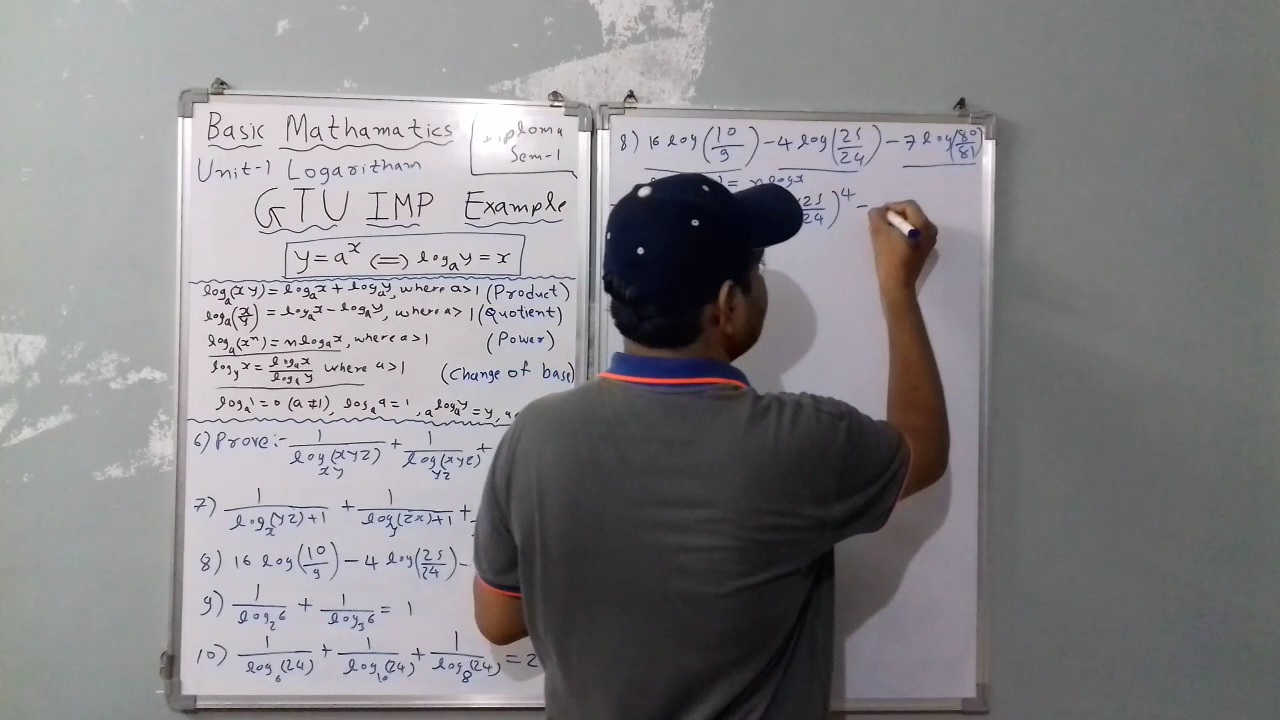 Basic Mathamatics
Diploma
Sem-1
Unit-1 Logaritham
GTU IMP Example
y = a^x <=> log_a y = x
log_a(xy) = log_a x + log_a y, where a>1 (Product)
log_a(x/y) = log_a x - log_a y, where a>1 (Quotient)
log_a(x^n) = n log_a x, where a>1 (Power)
log_y x = log_a x / log_a y where a>1 (Change of base)
log_a 1 = 0 (a≠1), log_a a = 1, a^(log_a y) = y,
6) Prove:- 1/log_xy(xyz) + 1/log_yz(xyz) +
7) 1/(log_x(yz)+1 + 1/(log_y(zx)+1 +
8) 16 log(10/9) - 4 log(25/24) -
9) 1/log_2 6 + 1/log_3 6 = 1
10) 1/log_6(24) + 1/log_10(24) + 1/log_8(24) = 2
8) 16 log(10/9) - 4 log(25/24) - 7 log(80/81)
= n logx
25/24)^4 -